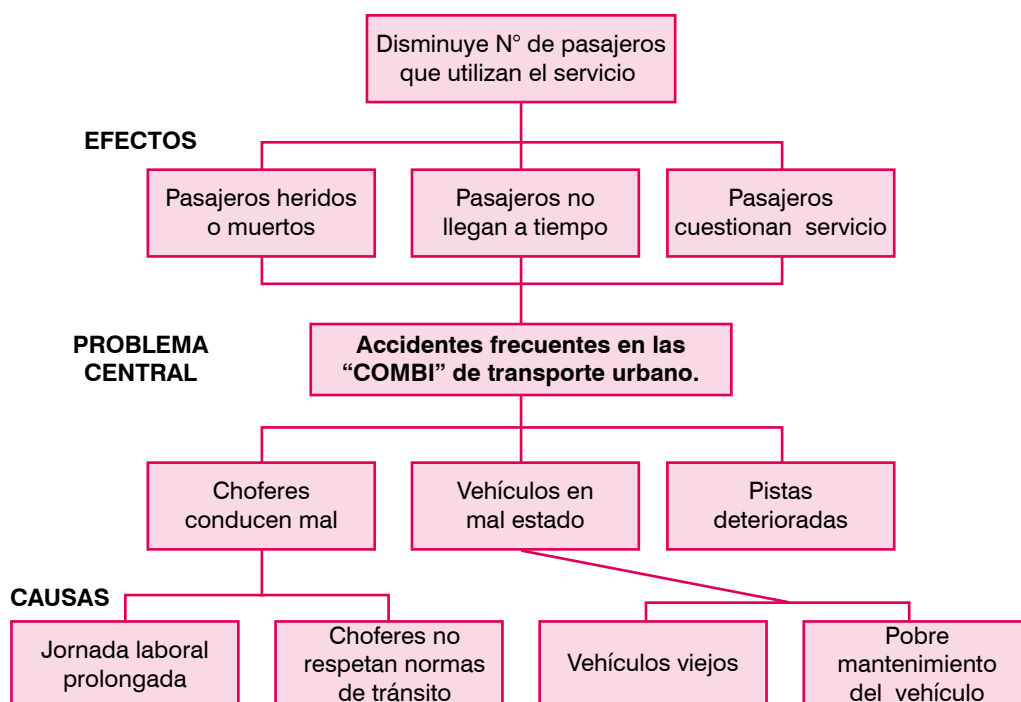 Disminuye N° de pasajeros
que utilizan el servicio
EFECTOS
Pasajeros heridos
o muertos
Pasajeros no
llegan a tiempo
Pasajeros
cuestionan servicio
PROBLEMA
CENTRAL
Accidentes frecuentes en las
“COMBI” de transporte urbano.
Choferes
conducen mal
Vehículos en
mal estado
Pistas
deterioradas
CAUSAS
Jornada laboral
prolongada
Choferes no
respetan normas
de tránsito
Vehículos viejos
Pobre
mantenimiento
del vehículo